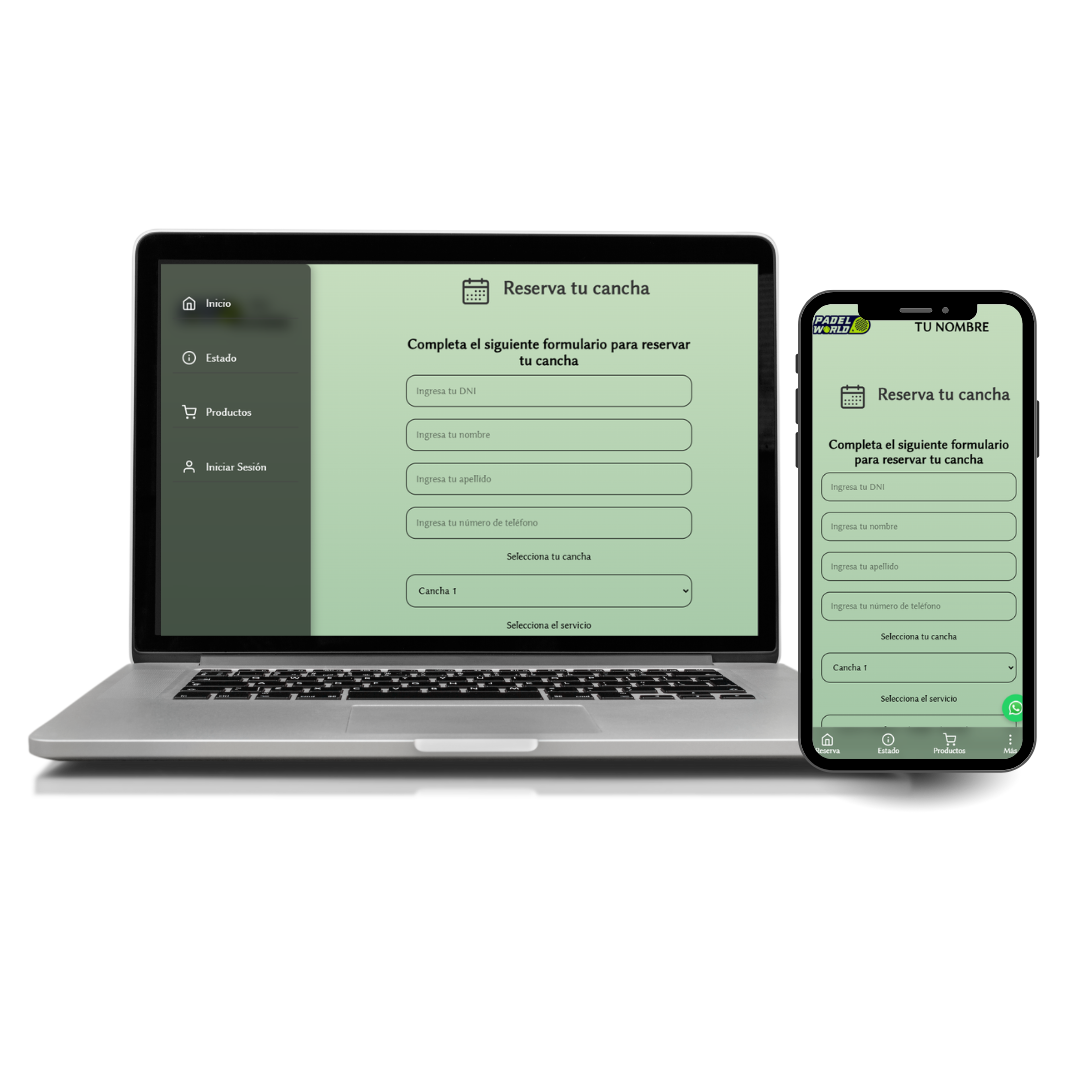 Inicio
Estado
Productos
Iniciar Sesión
Reserva tu cancha
Completa el siguiente formulario para reservar
tu cancha
Ingresa tu DNI
Ingresa tu nombre
Ingresa tu apellido
Ingresa tu número de teléfono
Selecciona tu cancha
Cancha 1
Selecciona el servicio
PADEL
WORLD
TU NOMBRE
Reserva tu cancha
Completa el siguiente formulario
para reservar tu cancha
Ingresa tu DNI
Ingresa tu nombre
Ingresa tu apellido
Ingresa tu número de teléfono
Selecciona tu cancha
Cancha 1
Selecciona el servicio
Reserva
Estado
Productos
Más